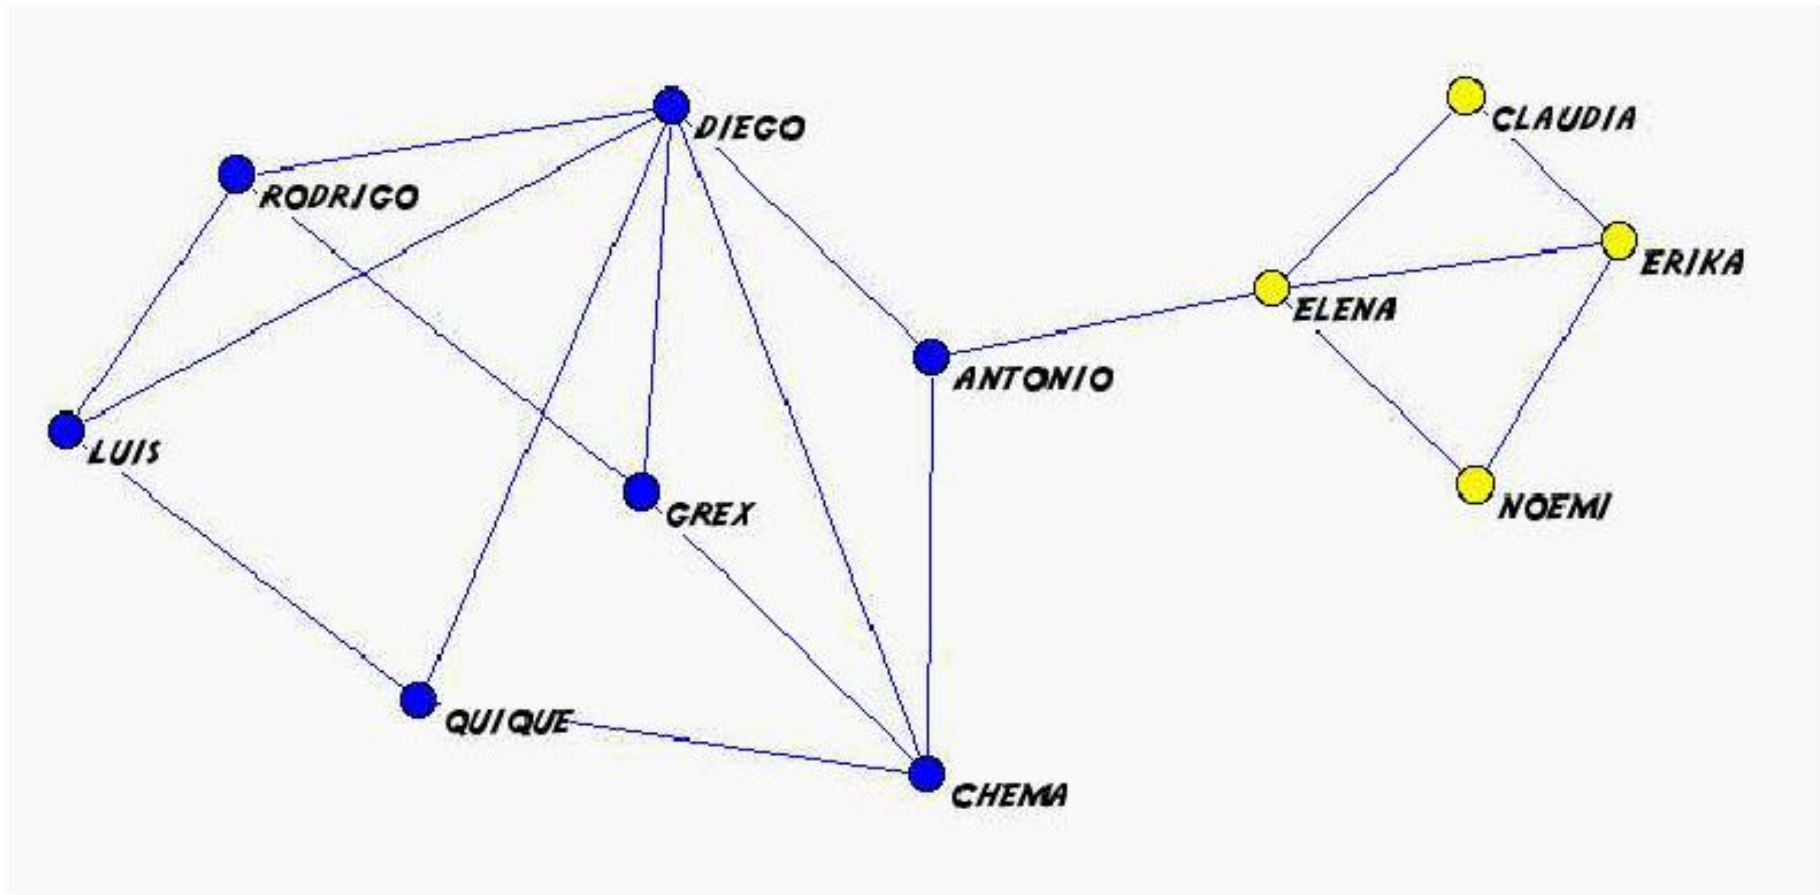 CLAUDIA
DIEGO
RODRIGO
ERIKA
ELENA
ANTONIO
LUIS
GREX
NOEMI
QUIQUE
CHEMA